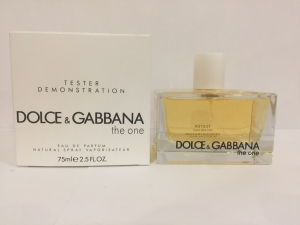 TESTER
DEMONSTRATION
DOLCE & GABBANA
the one
EAU DE PARFUM
NATURAL SPRAY VAPORISATEUR
75ml℮ 2.5 FL.OZ.
DOLCE & GABBANA
the one